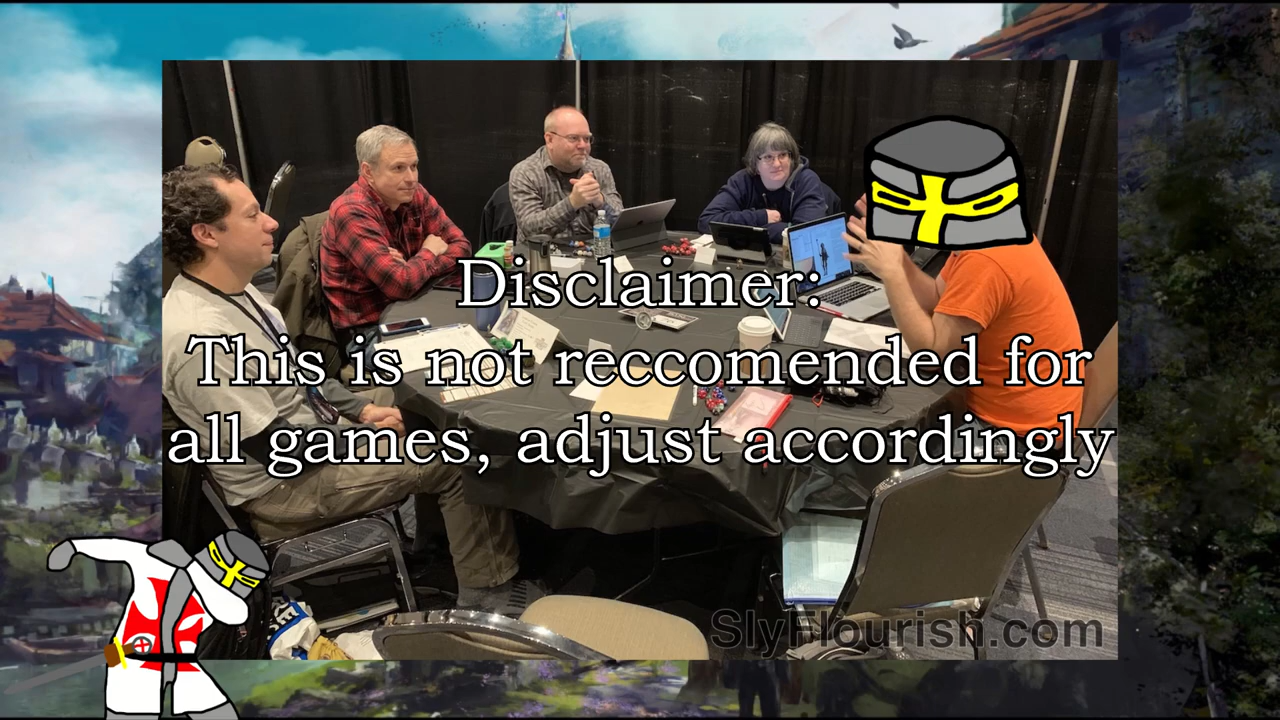 Disclaimer:
This is not reccomended for
all games, adjust accordingly
SlyFlourish.com